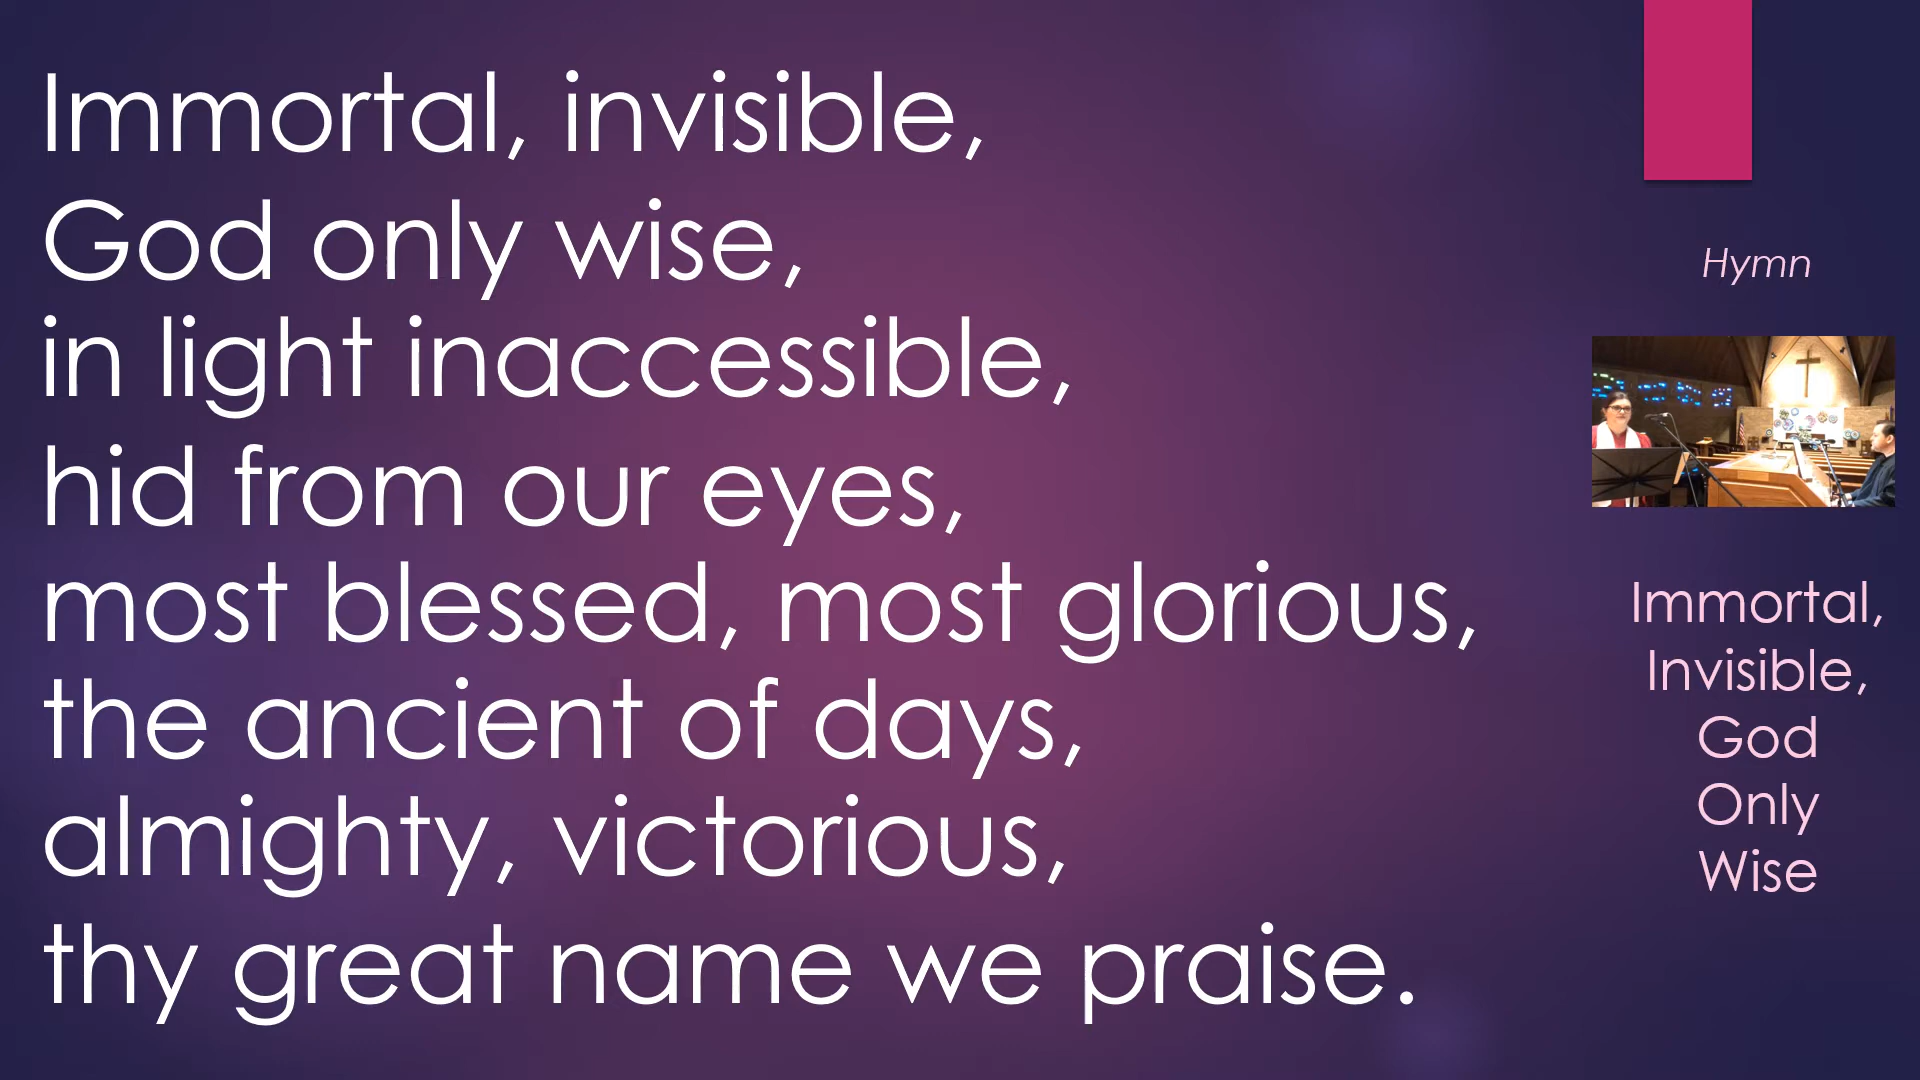 Immortal, invisible,
God only wise,
in light inaccessible,
hid from our eyes,
most blessed, most glorious,
the ancient of days,
almighty, victorious,
thy great name we praise.
Hymn
Immortal,
Invisible,
God
Only
Wise